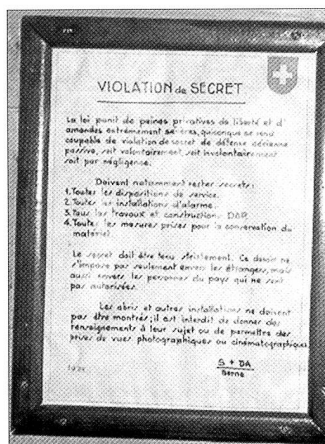 VIOLATION de SECRET
La loi punit de peines privatives de liberté et d'
amendes extrêmement sévères, quiconque se rend
coupable de violation de secret de défense aérienne
passive, soit volontairement, soit involontairement
soit par négligence.
Doivent notamment rester secrets:
1. Toutes les dispositions de service.
2. Toutes les installations d'alarme.
3. Tous les travaux et constructions DAP.
4. Toutes les mesures prises pour la conservation du
matériel.
Le secret doit être tenu strictement. Ce devoir ne
s'impose pas seulement envers les étrangers, mais
aussi envers les personnes du pays qui ne sont
pas autorisées.
Les abris et autres installations ne doivent
pas être montrés; il est interdit de donner des
renseignements à leur sujet ou de permettre des
prises de vues photographiques ou cinématographiques
S + DA
Berne